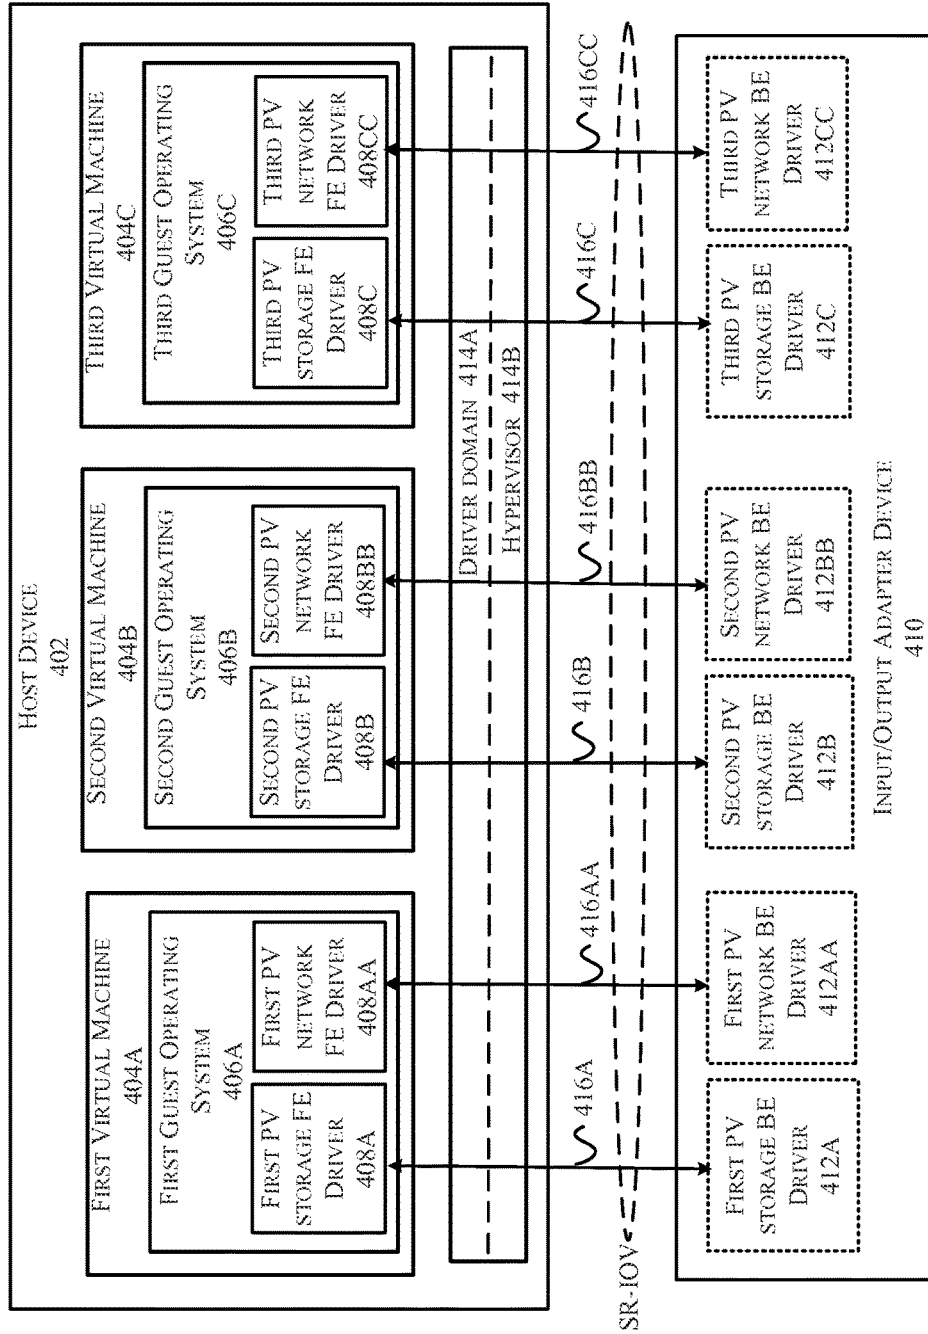 HOST DEVICE
402
FIRST VIRTUAL MACHINE
404A
FIRST GUEST OPERATING
SYSTEM
406A
FIRST PV
STORAGE FE
DRIVER
408A
FIRST PV
NETWORK
FE DRIVER
408AA
SECOND VIRTUAL MACHINE
404B
SECOND GUEST OPERATING
SYSTEM
406B
SECOND PV
STORAGE FE
DRIVER
408B
SECOND PV
NETWORK
FE DRIVER
408BB
THIRD VIRTUAL MACHINE
404C
THIRD GUEST OPERATING
SYSTEM
406C
THIRD PV
STORAGE FE
DRIVER
408C
THIRD PV
NETWORK
FE DRIVER
408CC
DRIVER DOMAIN 414A
HYPERVISOR 414B
416A
416AA
416B
416BB
416C
416CC
SR-IOV
FIRST PV
STORAGE BE
DRIVER
412A
FIRST PV
NETWORK BE
DRIVER
412AA
SECOND PV
STORAGE BE
DRIVER
412B
SECOND PV
NETWORK BE
DRIVER
412BB
THIRD PV
STORAGE BE
DRIVER
412C
THIRD PV
NETWORK BE
DRIVER
412CC
INPUT/OUTPUT ADAPTER DEVICE
410